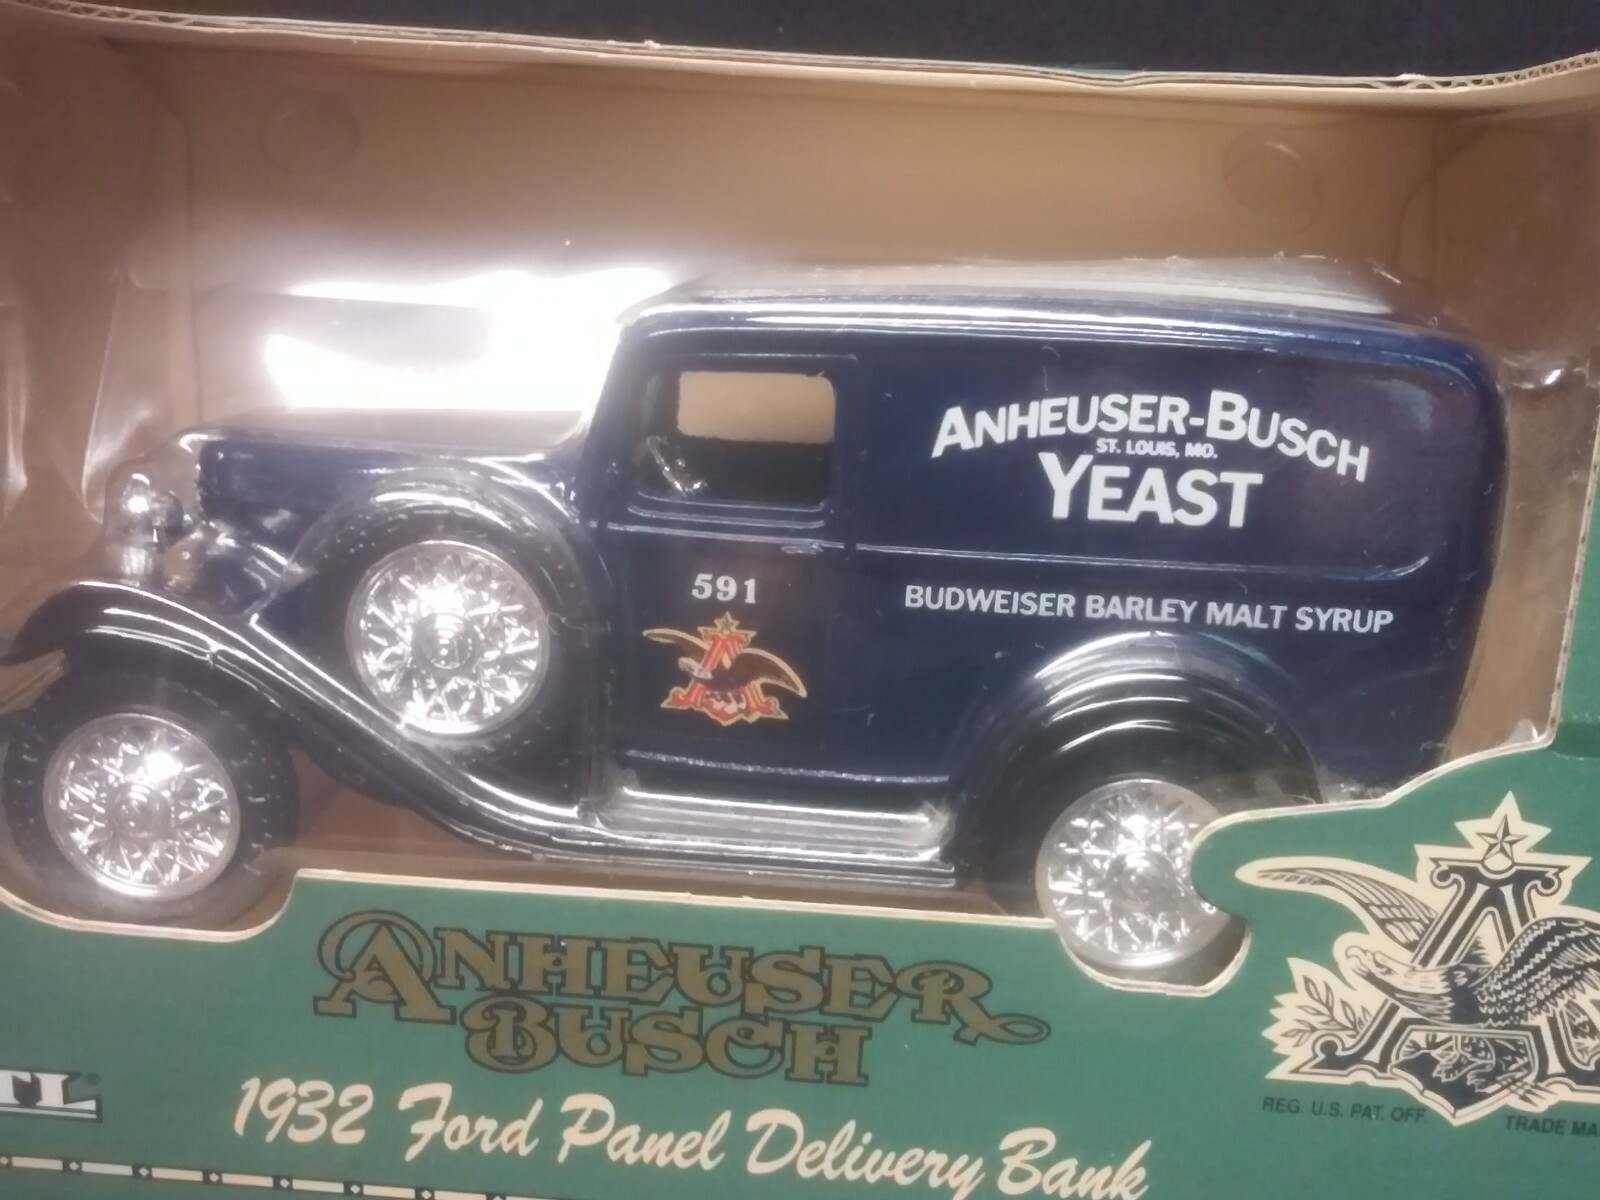 ANHEUSER-BUSCH
ST. LOUIS, MO.
YEAST
591
BUDWEISER BARLEY MALT SYRUP
A
ANHEUSER
BUSCH
1932 Ford Panel Delivery Bank
REG. U.S. PAT. OFF.
TRADE